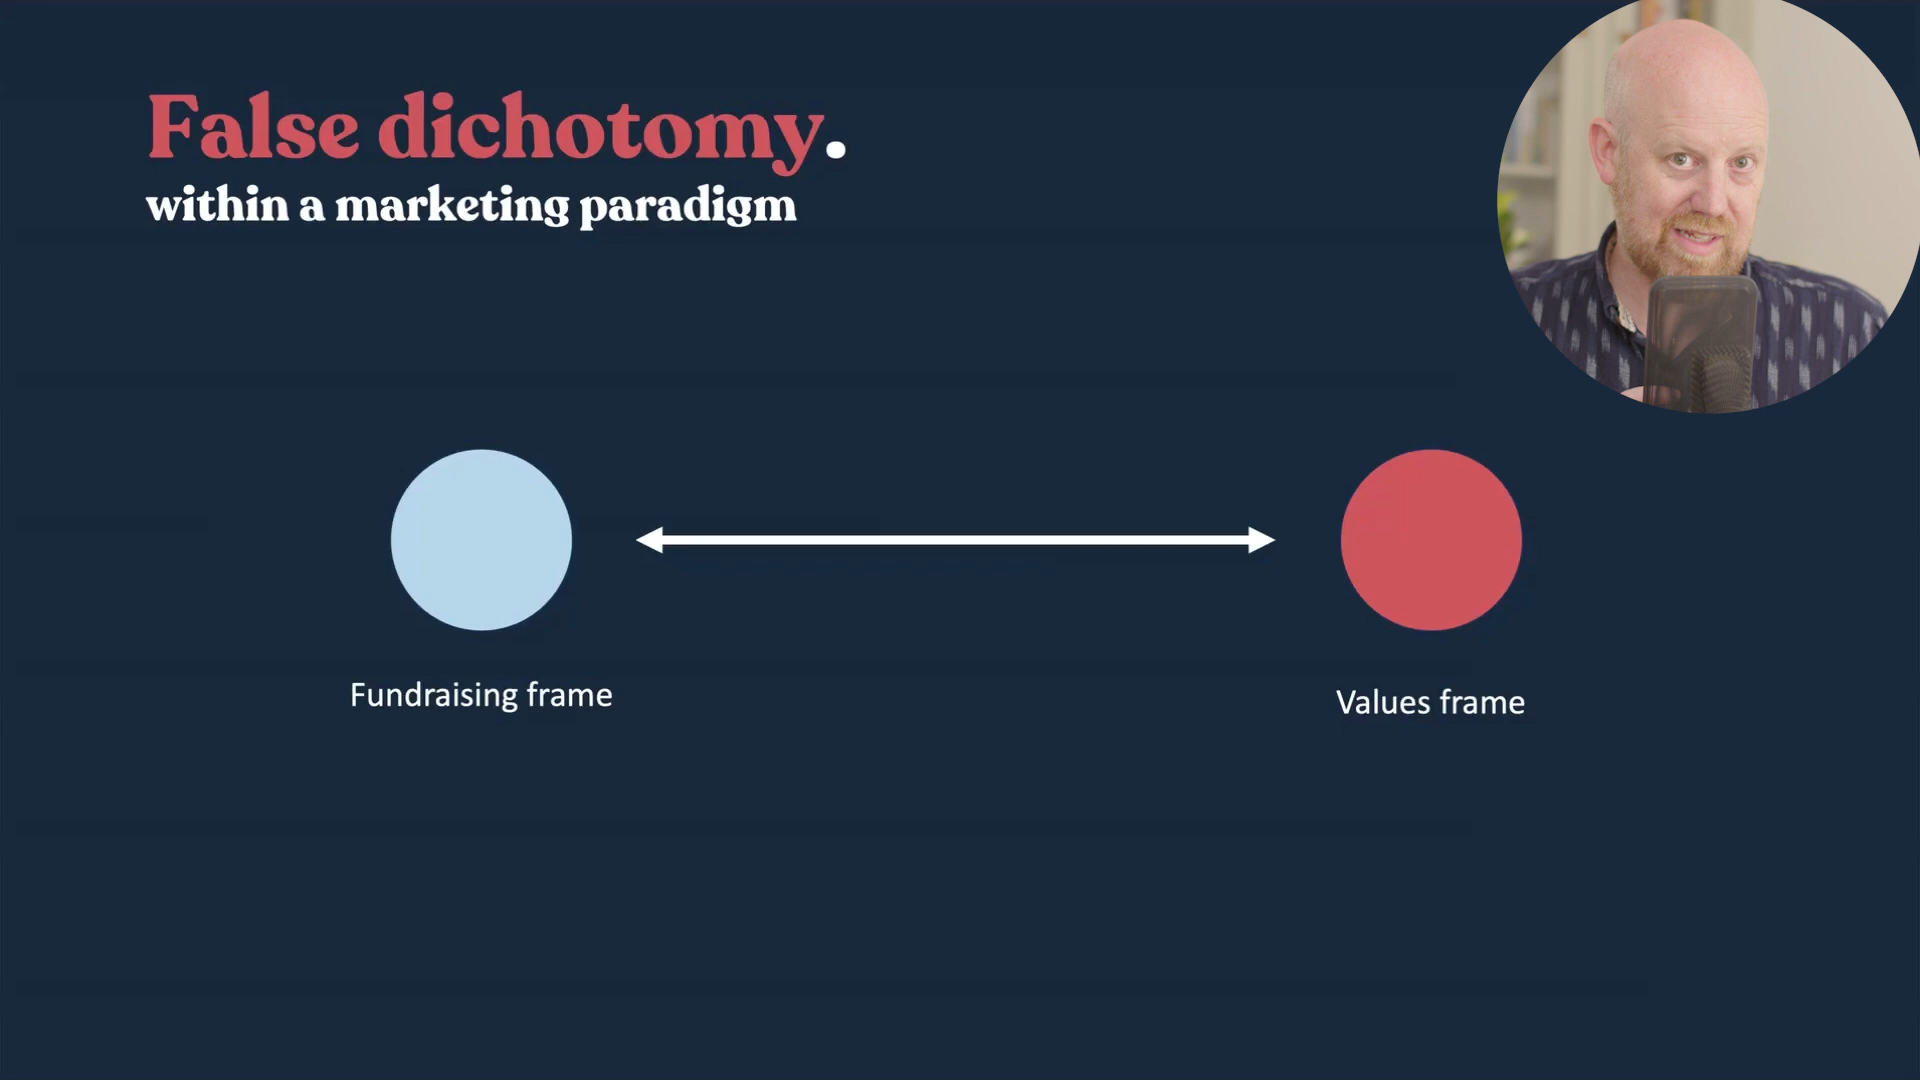 False dichotomy.
within a marketing paradigm
Fundraising frame
Values frame